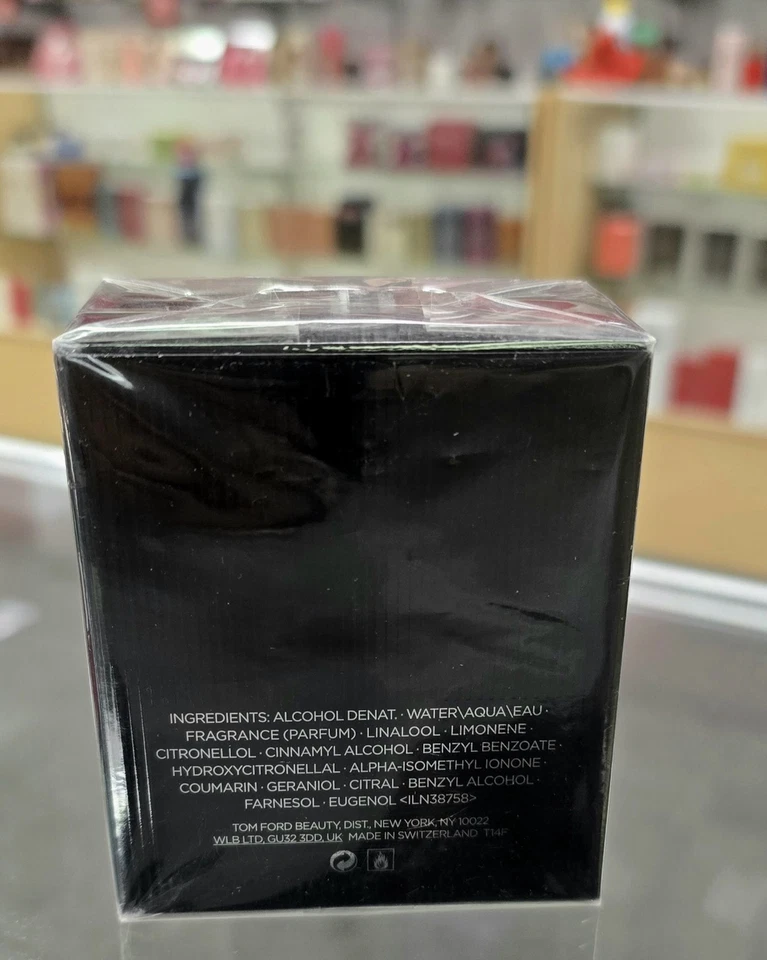 INGREDIENTS: ALCOHOL DENAT. · WATER\AQUA\EAU ·
FRAGRANCE (PARFUM) · LINALOOL · LIMONENE ·
CITRONELLOL · CINNAMYL ALCOHOL · BENZYL BENZOATE ·
HYDROXYCITRONELLAL · ALPHA-ISOMETHYL IONONE ·
COUMARIN · GERANIOL · CITRAL · BENZYL ALCOHOL ·
FARNESOL · EUGENOL <ILN38758>
TOM FORD BEAUTY, DIST., NEW YORK, NY 10022
WLB LTD, GU32 3DD, UK MADE IN SWITZERLAND T14F